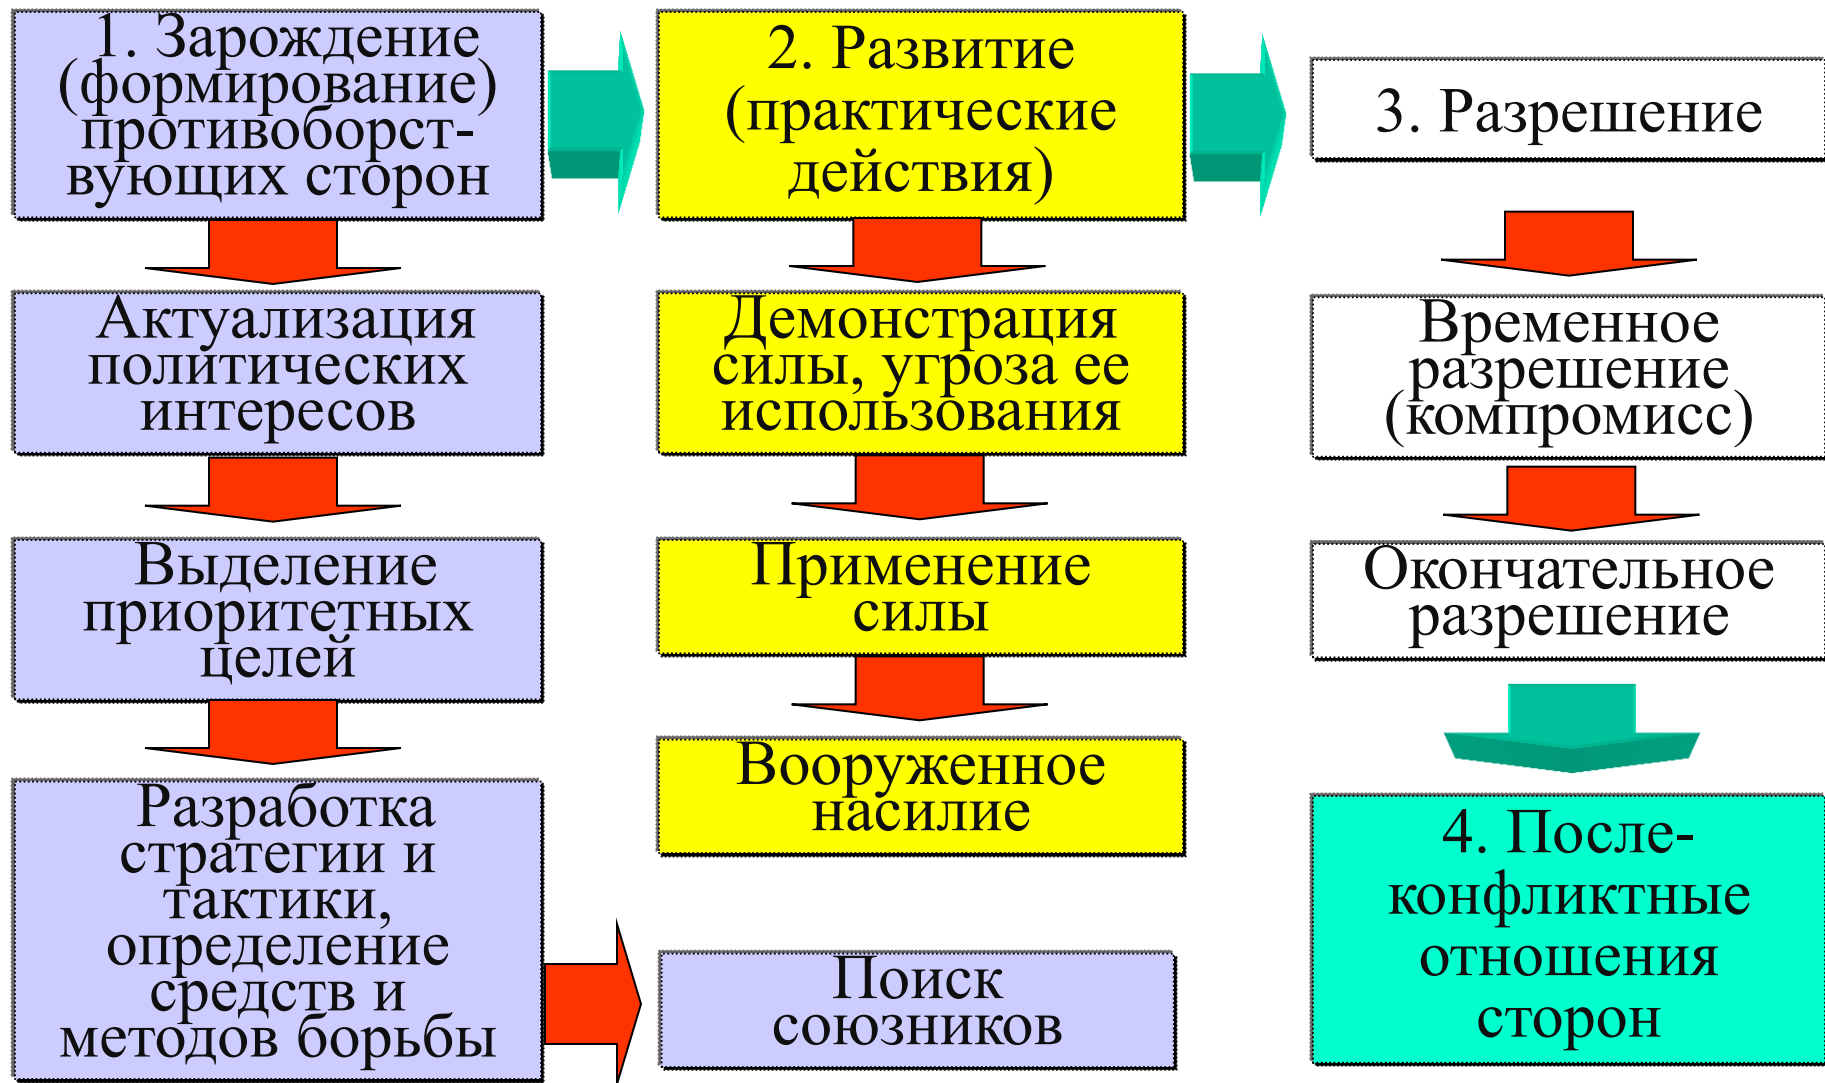 1. Зарождение
(формирование)
противоборст-
вующих сторон
Актуализация
политических
интересов
Выделение
приоритетных
целей
Разработка
стратегии и
тактики,
определение
средств и
методов борьбы
Поиск
союзников
2. Развитие
(практические
действия)
Демонстрация
силы, угроза ее
использования
Применение
силы
Вооруженное
насилие
3. Разрешение
Временное
разрешение
(компромисс)
Окончательное
разрешение
4. После-
конфликтные
отношения
сторон